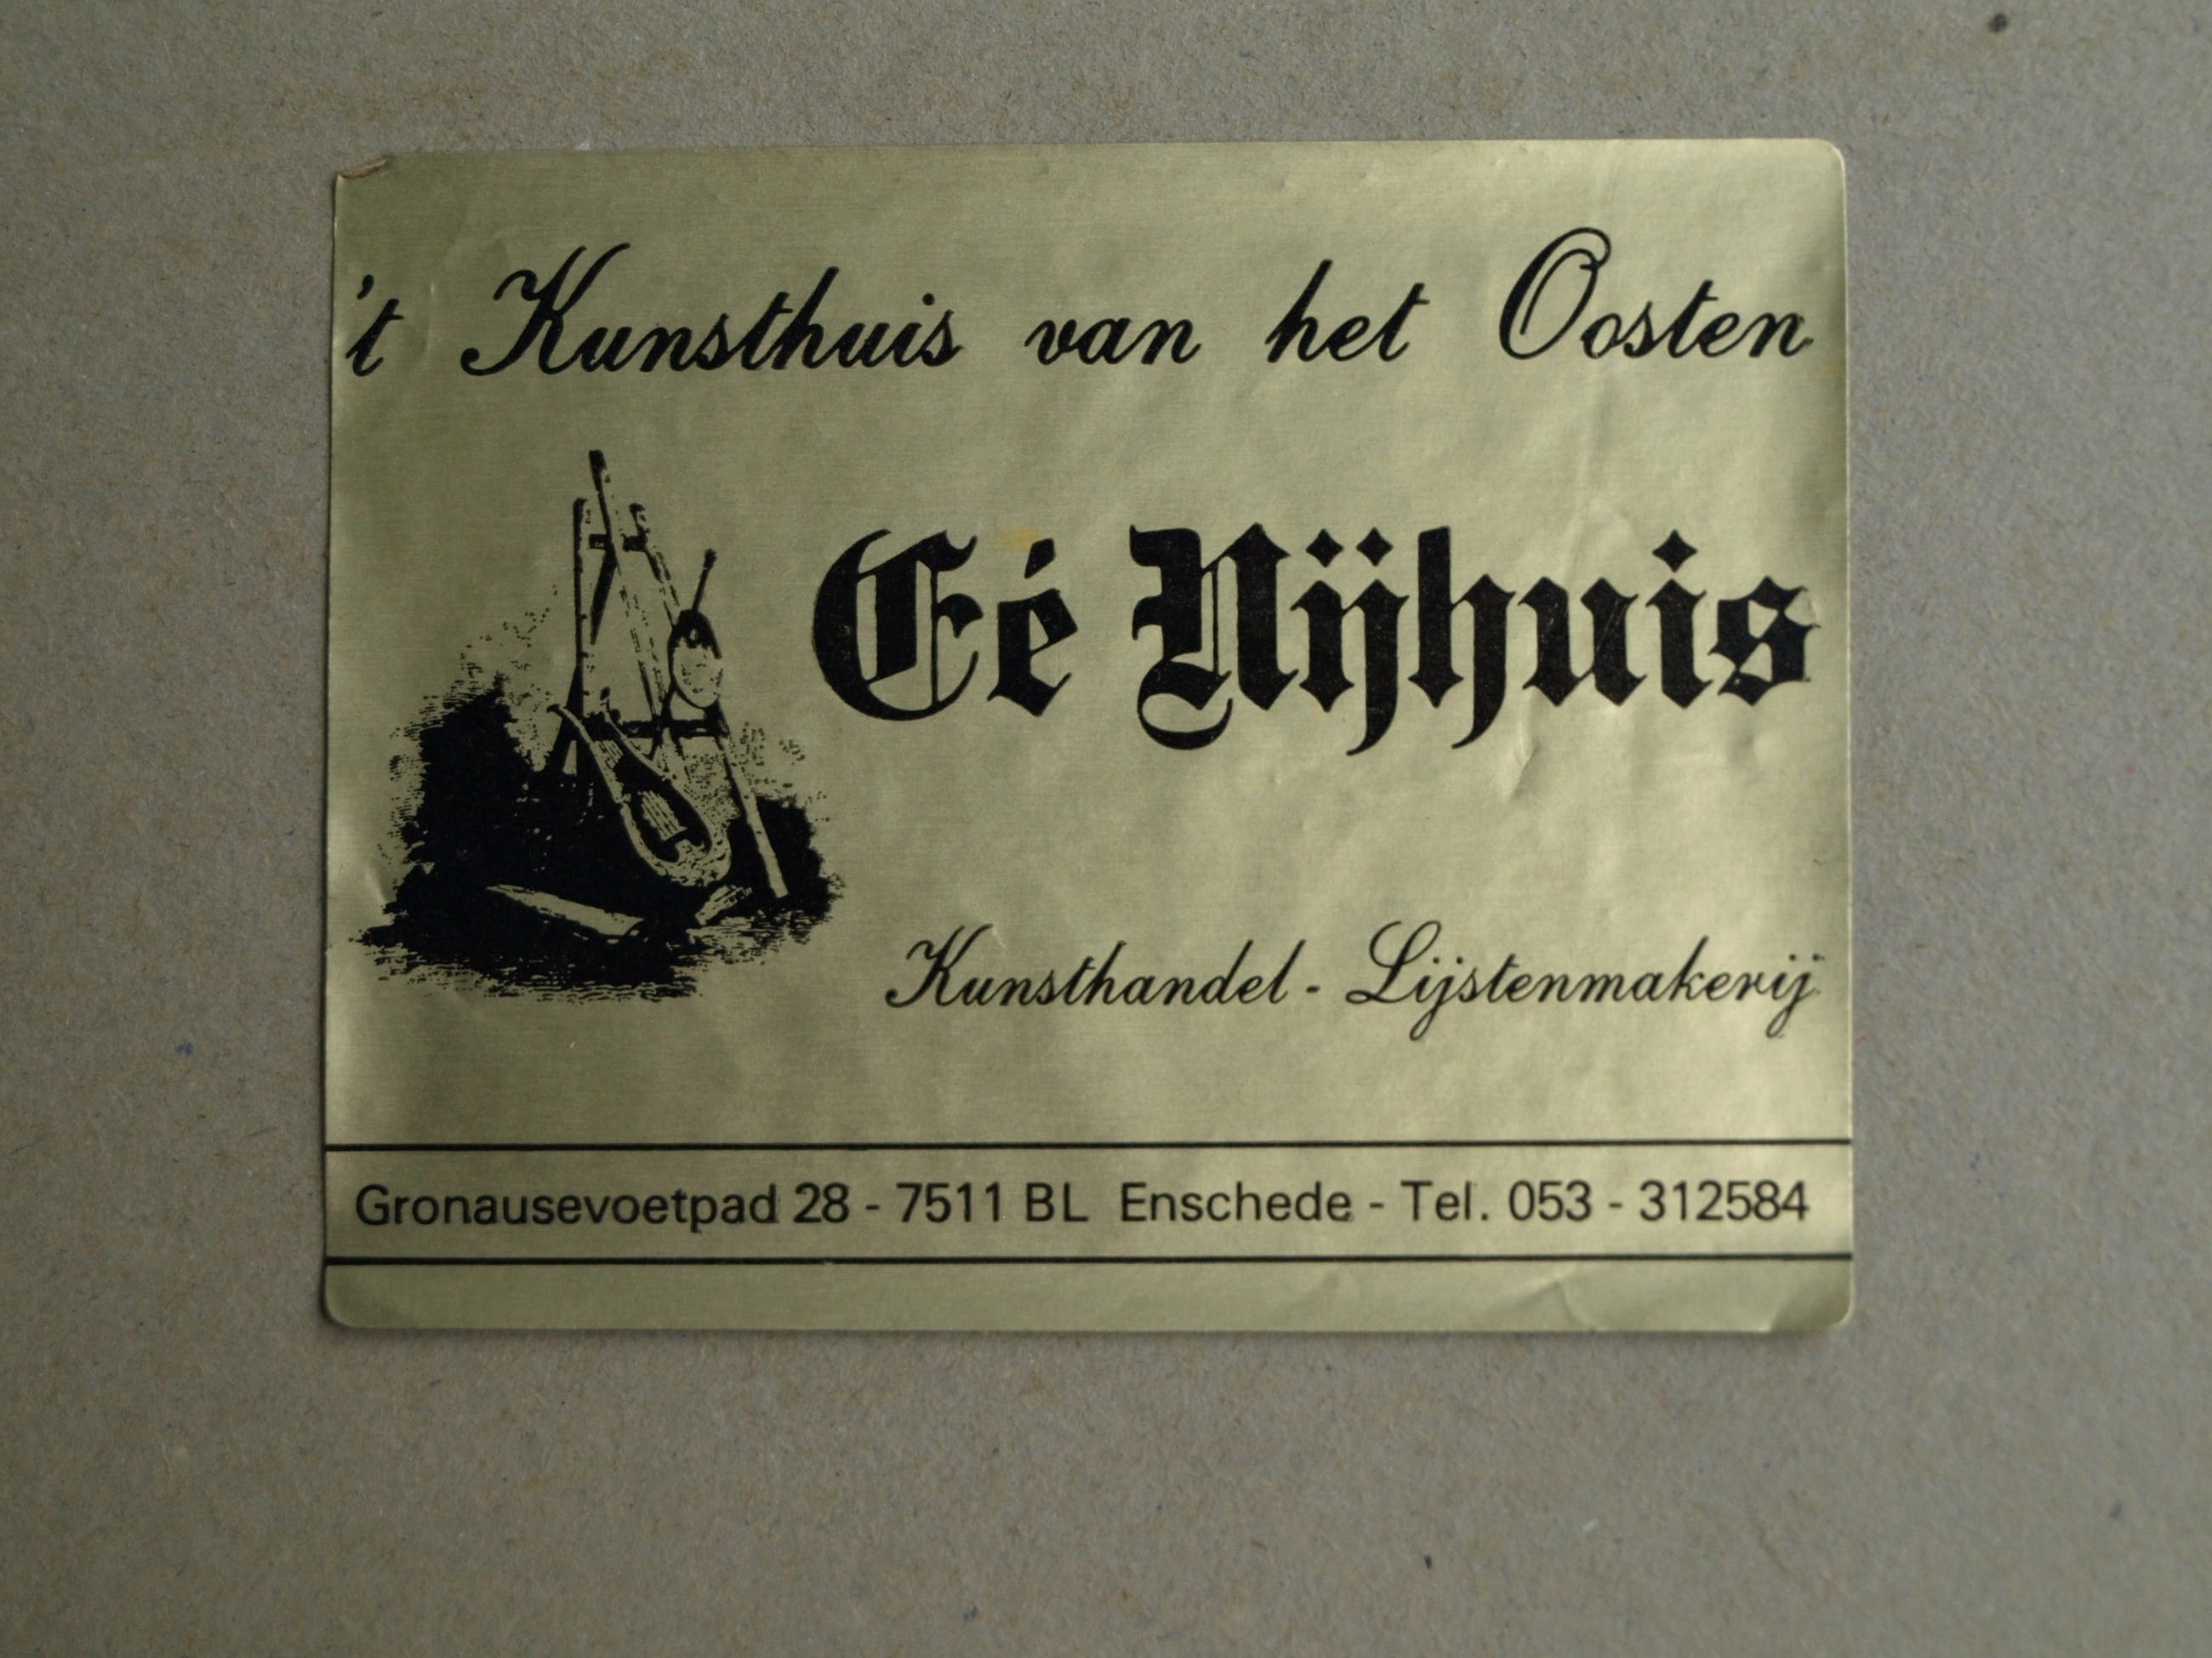 't Kunsthuis van het Oosten
Eé Nijhuis
Kunsthandel - Lijstenmakerij
Gronausevoetpad 28 - 7511 BL Enschede - Tel. 053 - 312584